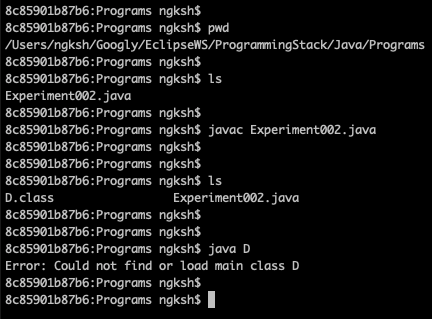 8c85901b87b6:Programs ngksh$
8c85901b87b6:Programs ngksh$ pwd
/Users/ngksh/Googly/EclipseWS/ProgrammingStack/Java/Programs
8c85901b87b6:Programs ngksh$
8c85901b87b6:Programs ngksh$ ls
Experiment002.java
8c85901b87b6:Programs ngksh$
8c85901b87b6:Programs ngksh$ javac Experiment002.java
8c85901b87b6:Programs ngksh$
8c85901b87b6:Programs ngksh$
8c85901b87b6:Programs ngksh$ ls
D.class Experiment002.java
8c85901b87b6:Programs ngksh$
8c85901b87b6:Programs ngksh$
8c85901b87b6:Programs ngksh$ java D
Error: Could not find or load main class D
8c85901b87b6:Programs ngksh$
8c85901b87b6:Programs ngksh$